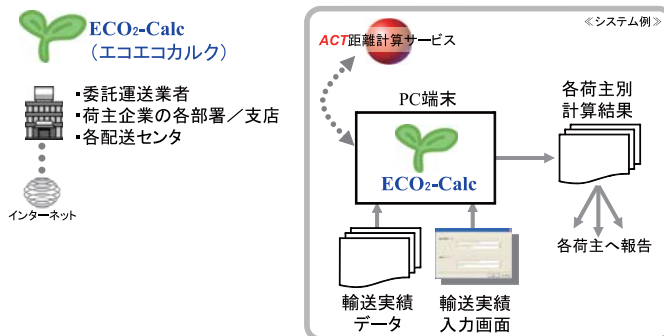 ECO₂-Calc
(エコエコカルク)
▪委託運送業者
▪荷主企業の各部署／支店
▪各配送センタ
インターネット
≪システム例≫
ACT距離計算サービス
PC端末
ECO₂-Calc
各荷主別
計算結果
各荷主へ報告
輸送実績
データ
輸送実績
入力画面